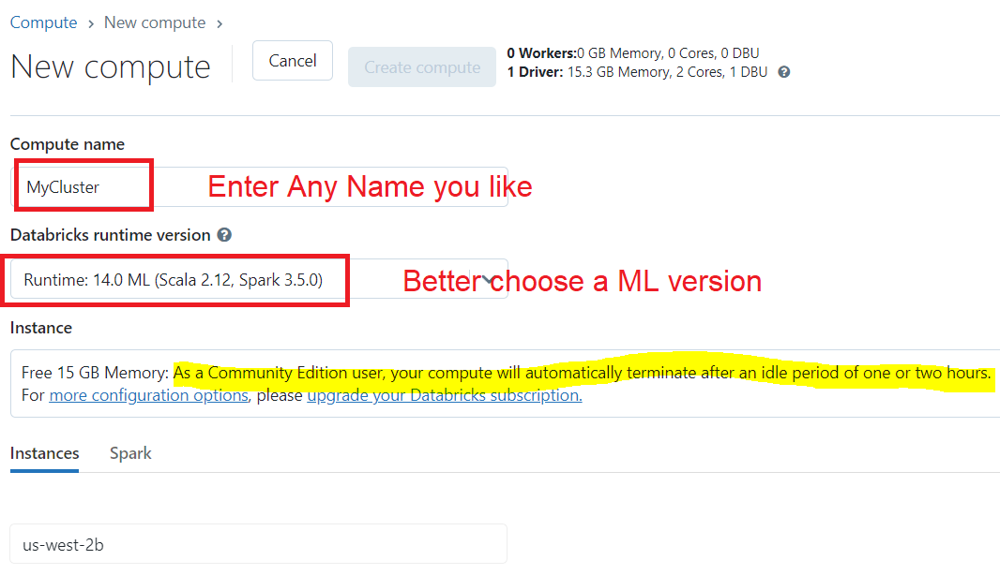 Compute > New compute >
New compute
Cancel
Create compute
0 Workers:0 GB Memory, 0 Cores, 0 DBU
1 Driver: 15.3 GB Memory, 2 Cores, 1 DBU ?
Compute name
MyCluster
Enter Any Name you like
Databricks runtime version ?
Runtime: 14.0 ML (Scala 2.12, Spark 3.5.0)
Better choose a ML version
Instance
Free 15 GB Memory: As a Community Edition user, your compute will automatically terminate after an idle period of one or two hours.
For more configuration options, please upgrade your Databricks subscription.
Instances
Spark
us-west-2b